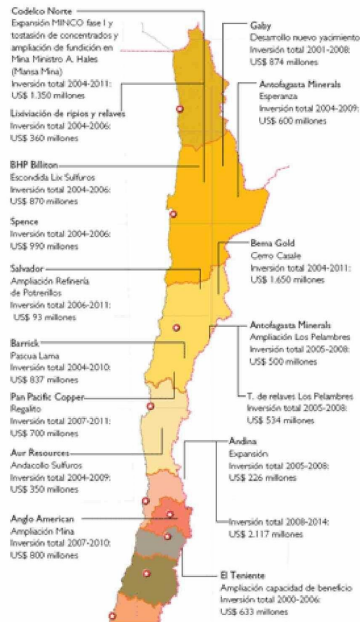 Codelco Norte
Expansión MINCO fase I y
tostación de concentrados y
ampliación de fundición en
Mina Ministro A. Hales
(Mansa Mina)
Inversión total 2004-2011:
US$ 1.350 millones
Lixiviación de ripios y relaves
Inversión total 2004-2006:
US$ 360 millones
BHP Billiton
Escondida Lix Sulfuros
Inversión total 2004-2006:
US$ 870 millones
Spence
Inversión total 2004-2006:
US$ 990 millones
Salvador
Ampliación Refinería
de Potrerillos
Inversión total 2006-2011:
US$ 93 millones
Barrick
Pascua Lama
Inversión total 2004-2010:
US$ 837 millones
Pan Pacific Copper
Regalito
Inversión total 2007-2011:
US$ 700 millones
Aur Resources
Andacollo Sulfuros
Inversión total 2004-2009:
US$ 350 millones
Anglo American
Ampliación Mina
Inversión total 2007-2010:
US$ 800 millones
Gaby
Desarrollo nuevo yacimiento
Inversión total 2001-2008:
US$ 874 millones
Antofagasta Minerals
Esperanza
Inversión total 2004-2009:
US$ 600 millones
Bema Gold
Cerro Casale
Inversión total 2004-2011:
US$ 1.650 millones
Antofagasta Minerals
Ampliación Los Pelambres
Inversión total 2005-2008:
US$ 500 millones
T. de relaves Los Pelambres
Inversión total 2005-2008:
US$ 534 millones
Andina
Expansión
Inversión total 2005-2008:
US$ 226 millones
Inversión total 2008-2014:
US$ 2.117 millones
El Teniente
Ampliación capacidad de beneficio
Inversión total 2000-2006:
US$ 633 millones